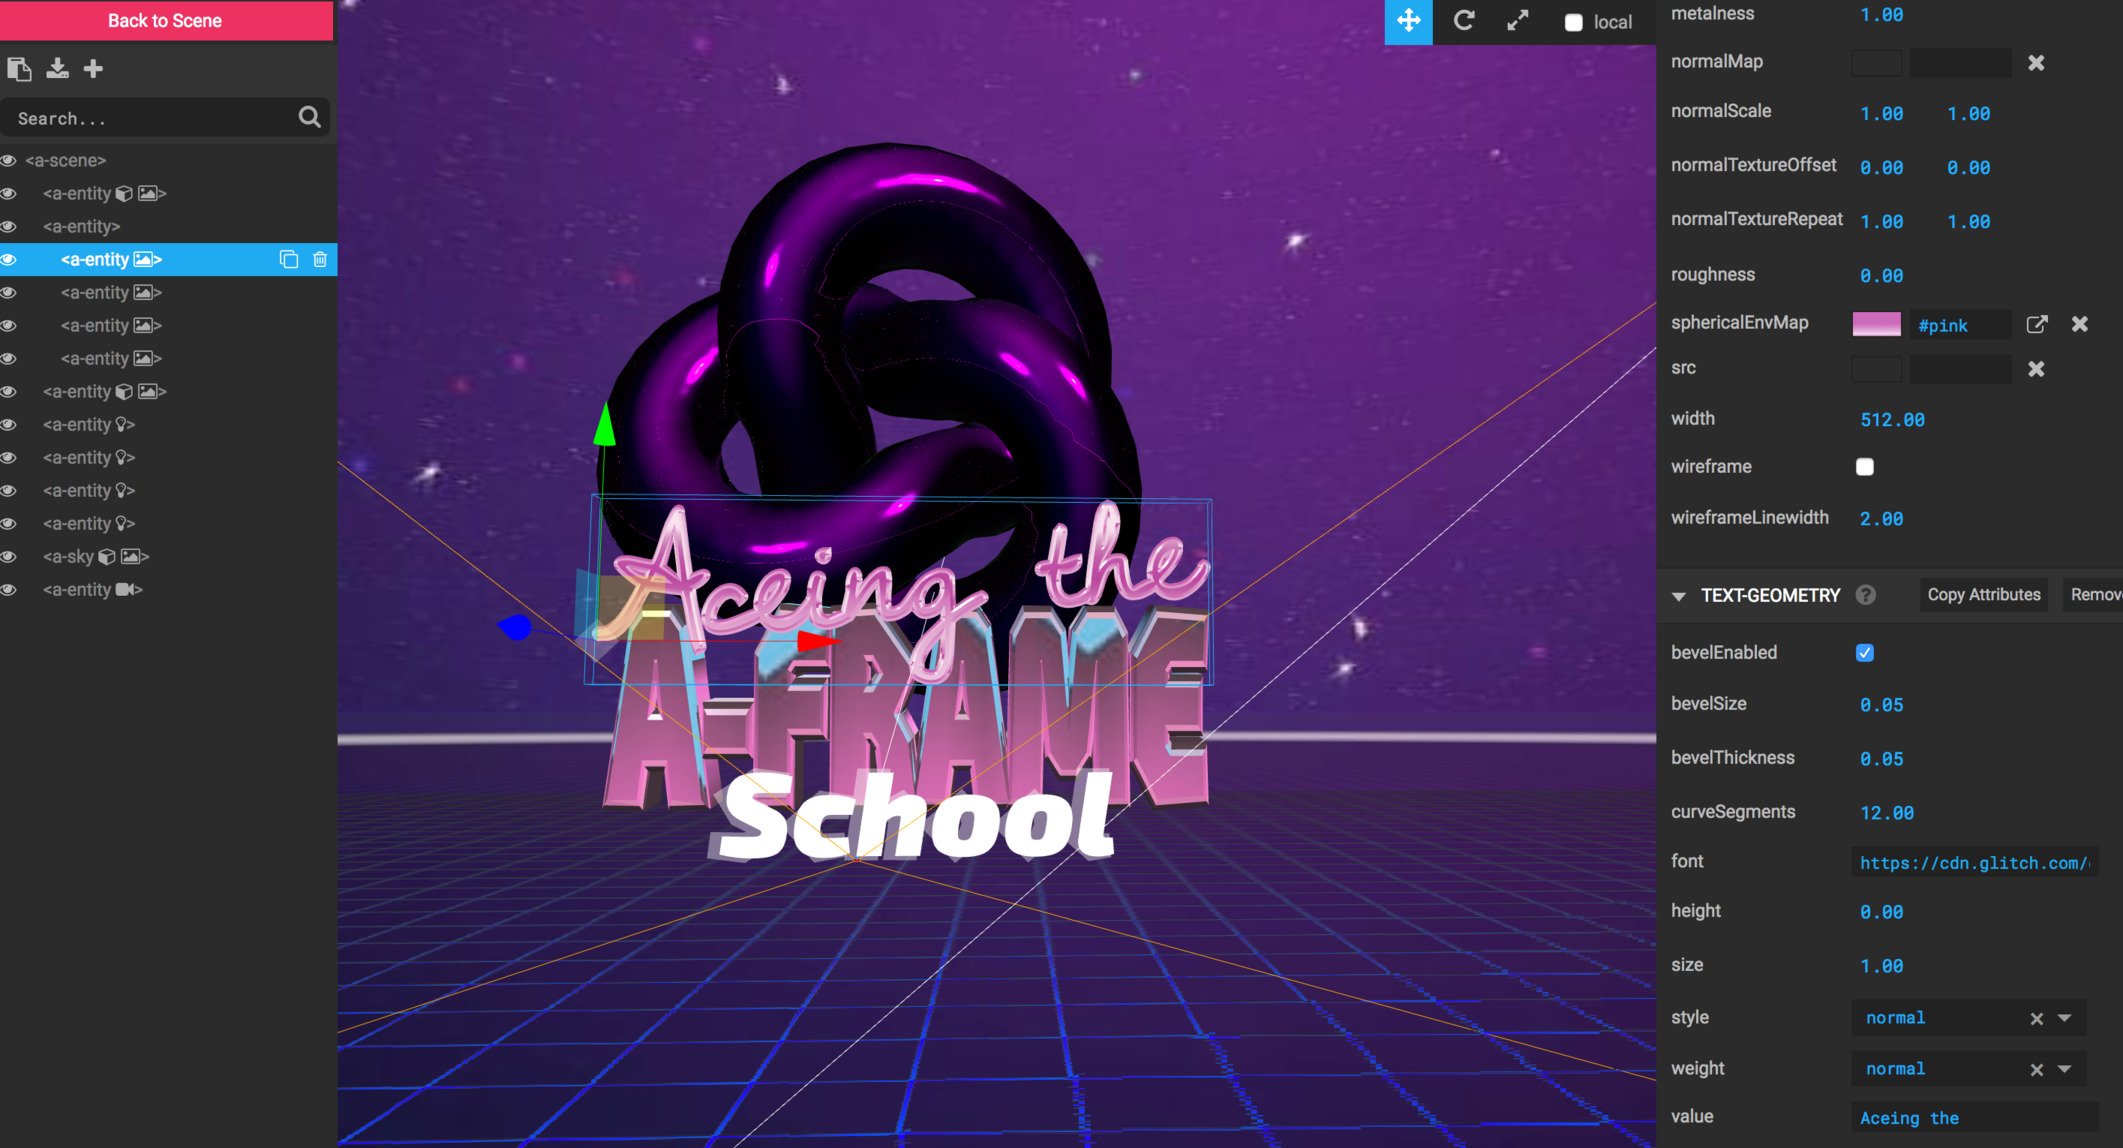 Back to Scene
Search...
<a-scene>
<a-entity >
<a-entity>
<a-entity >
<a-entity >
<a-entity >
<a-entity >
<a-entity >
<a-entity >
<a-entity >
<a-entity >
<a-entity >
<a-sky >
<a-entity >
local
Aceing the
A-FRAME
School
metalness 1.00
normalMap
normalScale 1.00 1.00
normalTextureOffset 0.00 0.00
normalTextureRepeat 1.00 1.00
roughness 0.00
sphericalEnvMap #pink
src
width 512.00
wireframe
wireframeLinewidth 2.00
TEXT-GEOMETRY ? Copy Attributes Remov
bevelEnabled
bevelSize 0.05
bevelThickness 0.05
curveSegments 12.00
font https://cdn.glitch.com/
height 0.00
size 1.00
style normal
weight normal
value Aceing the